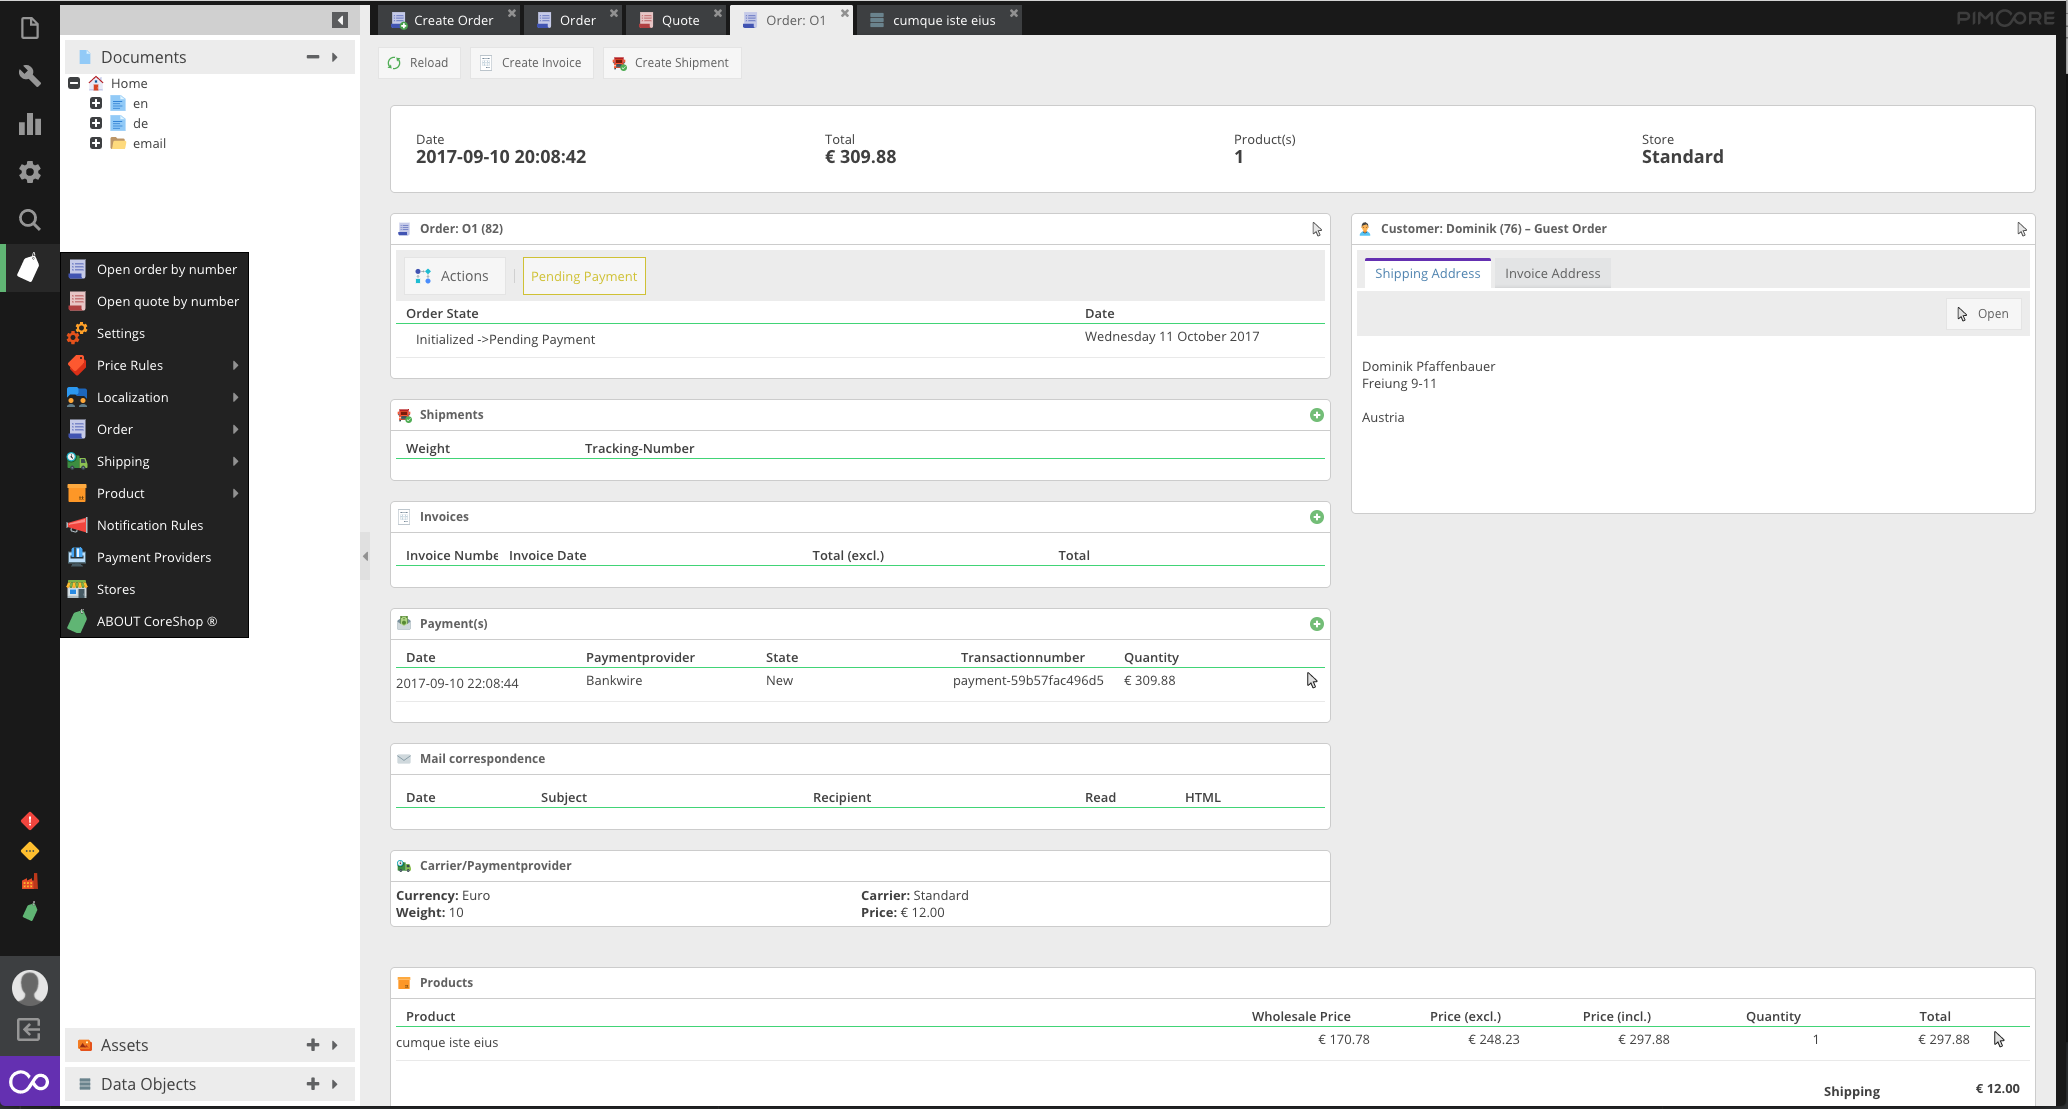 Create Order
Order
Quote
Order: O1
cumque iste eius
PIMCORE
Documents
Home
en
de
email
Open order by number
Open quote by number
Settings
Price Rules
Localization
Order
Shipping
Product
Notification Rules
Payment Providers
Stores
ABOUT CoreShop ®
Assets
Data Objects
Reload
Create Invoice
Create Shipment
Date
2017-09-10 20:08:42
Total
€ 309.88
Product(s)
1
Store
Standard
Order: O1 (82)
Actions
Pending Payment
Order State Date
Initialized ->Pending Payment Wednesday 11 October 2017
Customer: Dominik (76) – Guest Order
Shipping Address Invoice Address
Open
Dominik Pfaffenbauer
Freiung 9-11
Austria
Shipments
Weight Tracking-Number
Invoices
Invoice Numbe Invoice Date Total (excl.) Total
Payment(s)
Date Paymentprovider State Transactionnumber Quantity
2017-09-10 22:08:44 Bankwire New payment-59b57fac496d5 € 309.88
Mail correspondence
Date Subject Recipient Read HTML
Carrier/Paymentprovider
Currency: Euro Carrier: Standard
Weight: 10 Price: € 12.00
Products
Product Wholesale Price Price (excl.) Price (incl.) Quantity Total
cumque iste eius € 170.78 € 248.23 € 297.88 1 € 297.88
Shipping € 12.00